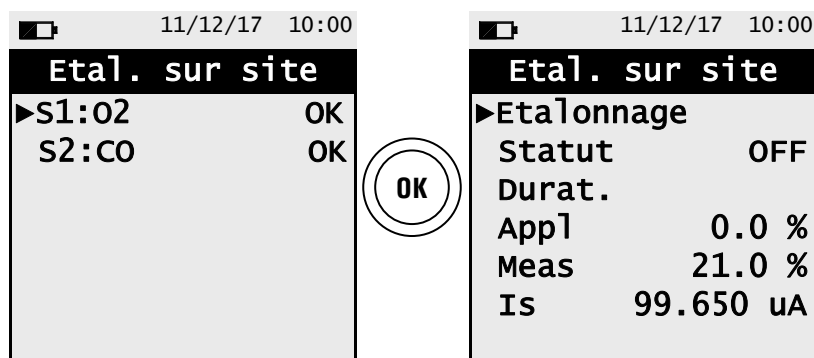 11/12/17 10:00
Etal. sur site
►S1:O2 OK
S2:CO OK
OK
11/12/17 10:00
Etal. sur site
►Etalonnage
Statut OFF
Durat.
Appl 0.0 %
Meas 21.0 %
Is 99.650 uA